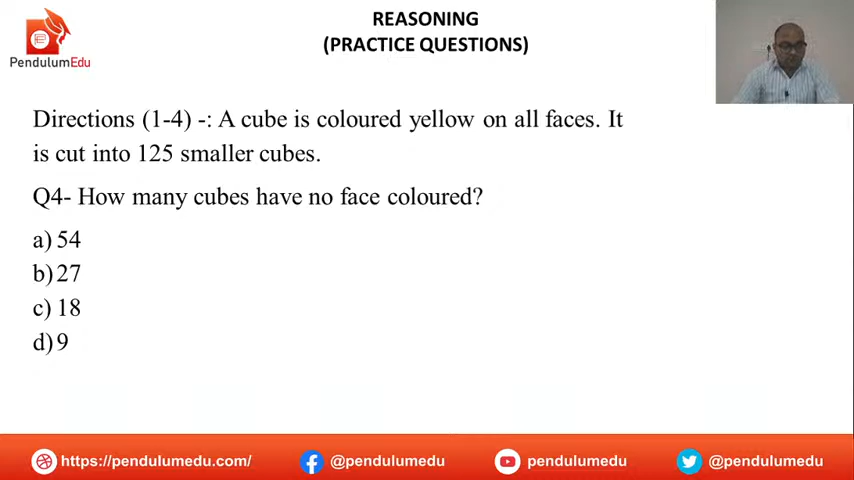 REASONING
(PRACTICE QUESTIONS)
PendulumEdu
Directions (1-4) -: A cube is coloured yellow on all faces. It
is cut into 125 smaller cubes.
Q4- How many cubes have no face coloured?
a) 54
b) 27
c) 18
d) 9
https://pendulumedu.com/ @pendulumedu pendulumedu @pendulumedu